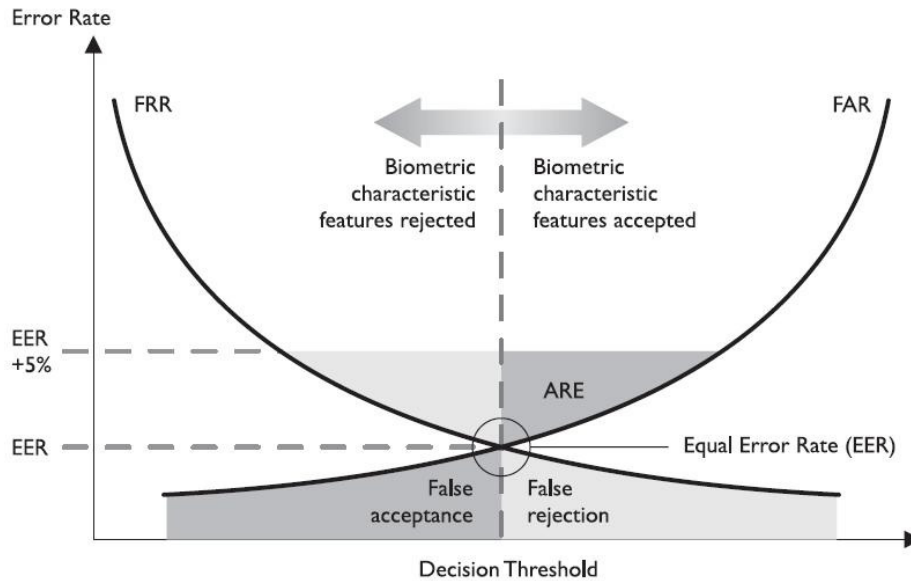 Error Rate
FRR
FAR
Biometric
characteristic
features rejected
Biometric
characteristic
features accepted
EER
+5%
ARE
EER
Equal Error Rate (EER)
False
acceptance
False
rejection
Decision Threshold